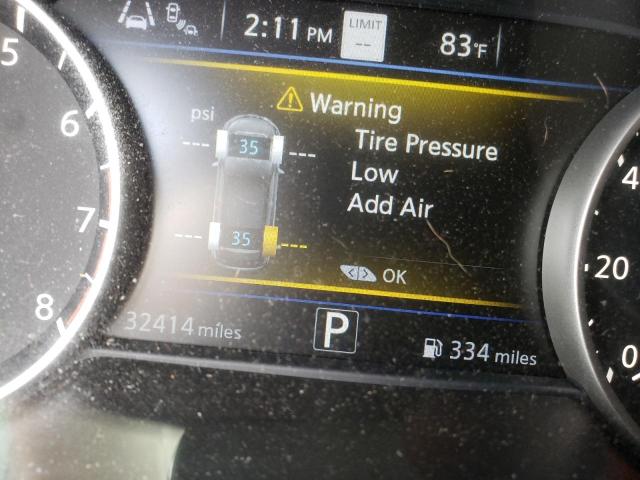 2:11 PM
LIMIT
--
83°F
5
6
7
8
Warning
Tire Pressure
Low
Add Air
psi
--- 35 ---
--- 35 ---
OK
32414 miles
P
334 miles
4
20
0